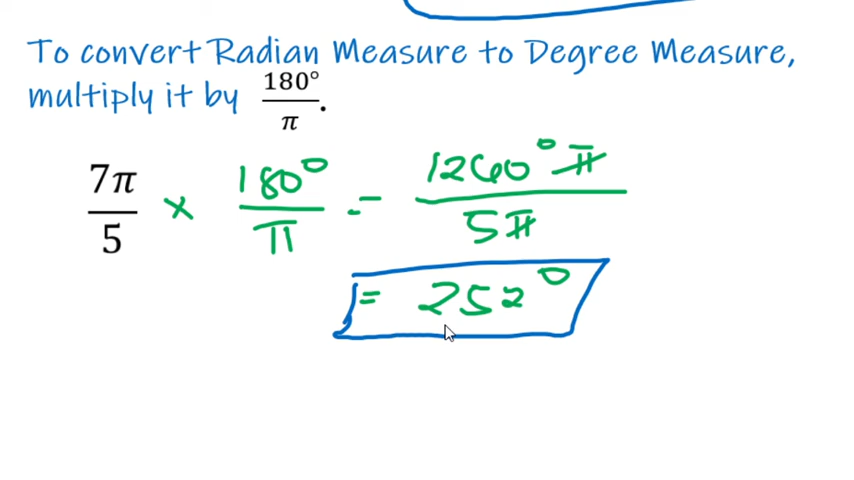 To convert Radian Measure to Degree Measure,
multiply it by 180°/π.
7π/5 × 180°/π = 1260°π/5π
= 252°